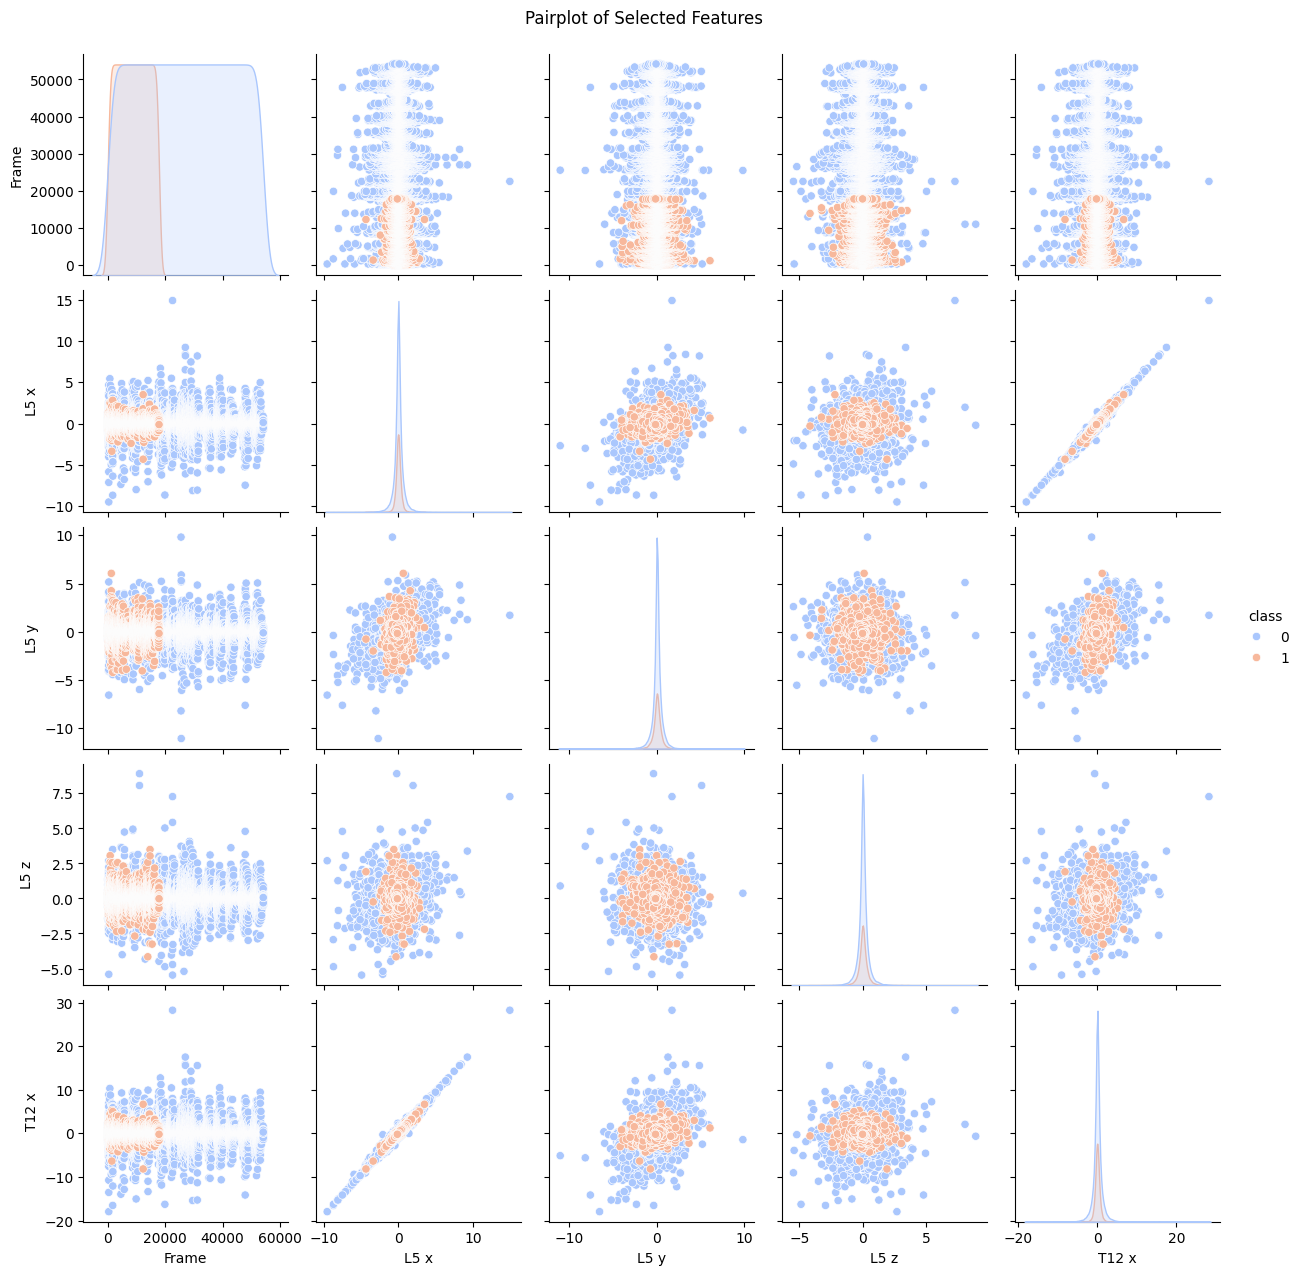 Pairplot of Selected Features
50000
40000
30000
20000
10000
0
Frame
15
10
5
0
−5
−10
L5 x
10
5
0
−5
−10
L5 y
class
0
1
7.5
5.0
2.5
0.0
−2.5
−5.0
L5 z
30
20
10
0
−10
−20
T12 x
0 20000 40000 60000
−10 0 10
−10 0 10
−5 0 5
−20 0 20
Frame L5 x L5 y L5 z T12 x